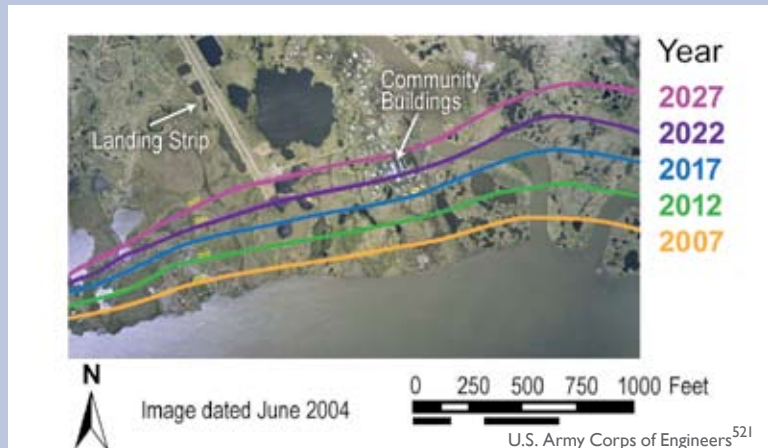 Year
2027
2022
2017
2012
2007
Community
Buildings
Landing Strip
N
Image dated June 2004
0 250 500 750 1000 Feet
U.S. Army Corps of Engineers521